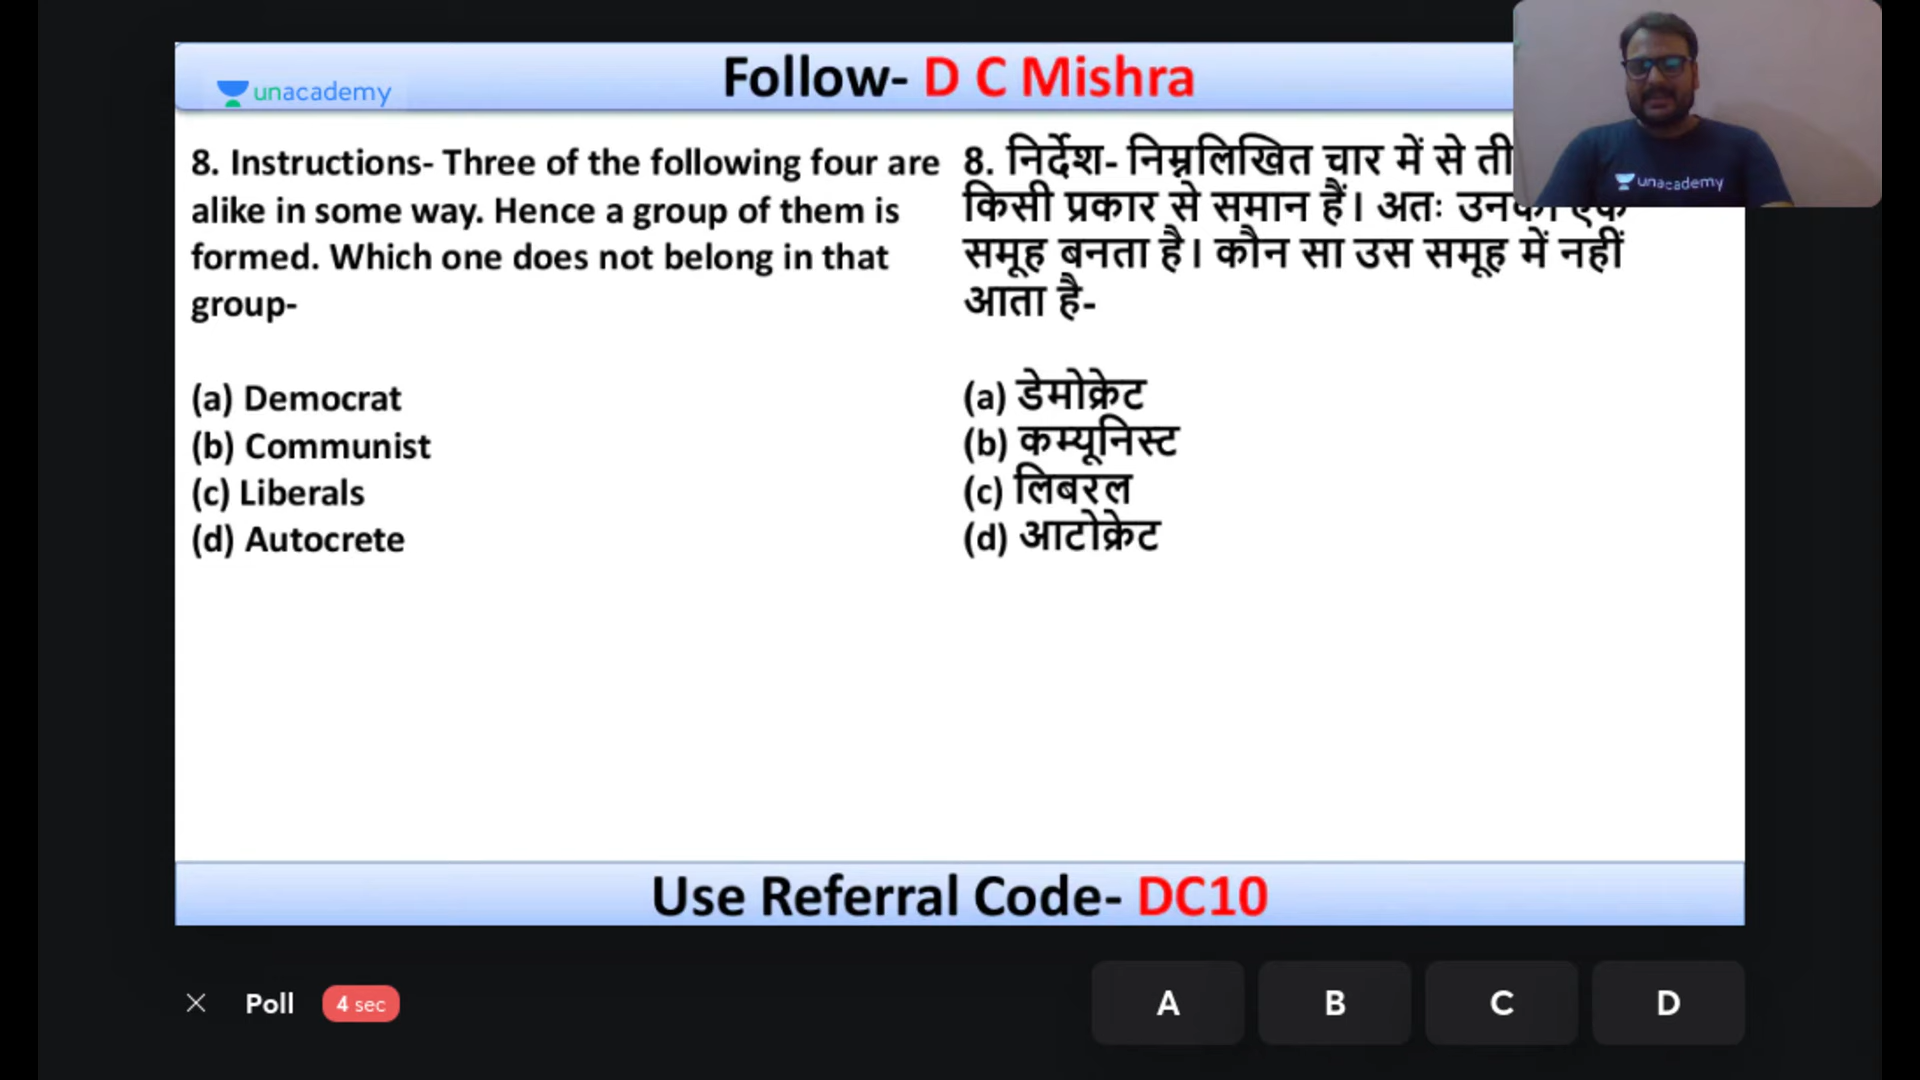 Follow- D C Mishra
unacademy
8. Instructions- Three of the following four are
alike in some way. Hence a group of them is
formed. Which one does not belong in that
group-
(a) Democrat
(b) Communist
(c) Liberals
(d) Autocrete
8. निर्देश- निम्नलिखित चार में से
किसी प्रकार से समान हैं। अतः
समूह बनता है। कौन सा उस समूह में नहीं
आता है-
(a) डेमोक्रेट
(b) कम्यूनिस्ट
(c) लिबरल
(d) आटोक्रेट
unacademy
Use Referral Code- DC10
Poll 4 sec
A B C D